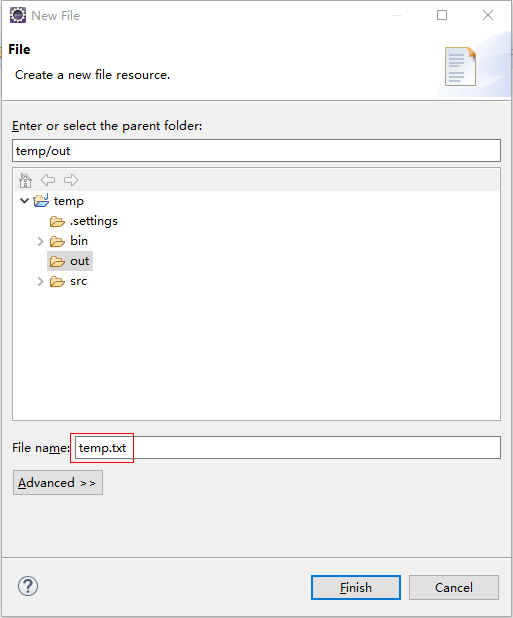 New File
File
Create a new file resource.
Enter or select the parent folder:
temp/out
temp
.settings
bin
out
src
File name: temp.txt
Advanced >>
Finish Cancel